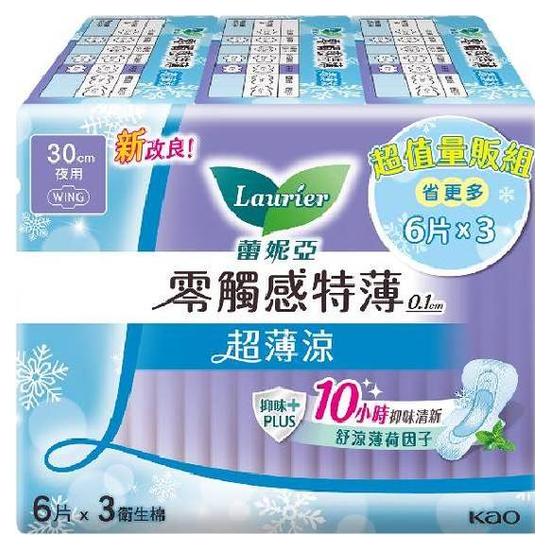 30cm
夜用
WING
新改良!
Laurier
蕾妮亞
超值量販組
省更多
6片x3
零觸感特薄
0.1cm
超薄涼
抑味+
PLUS
10小時抑味清新
舒涼薄荷因子
6片 x 3衛生棉
Kao